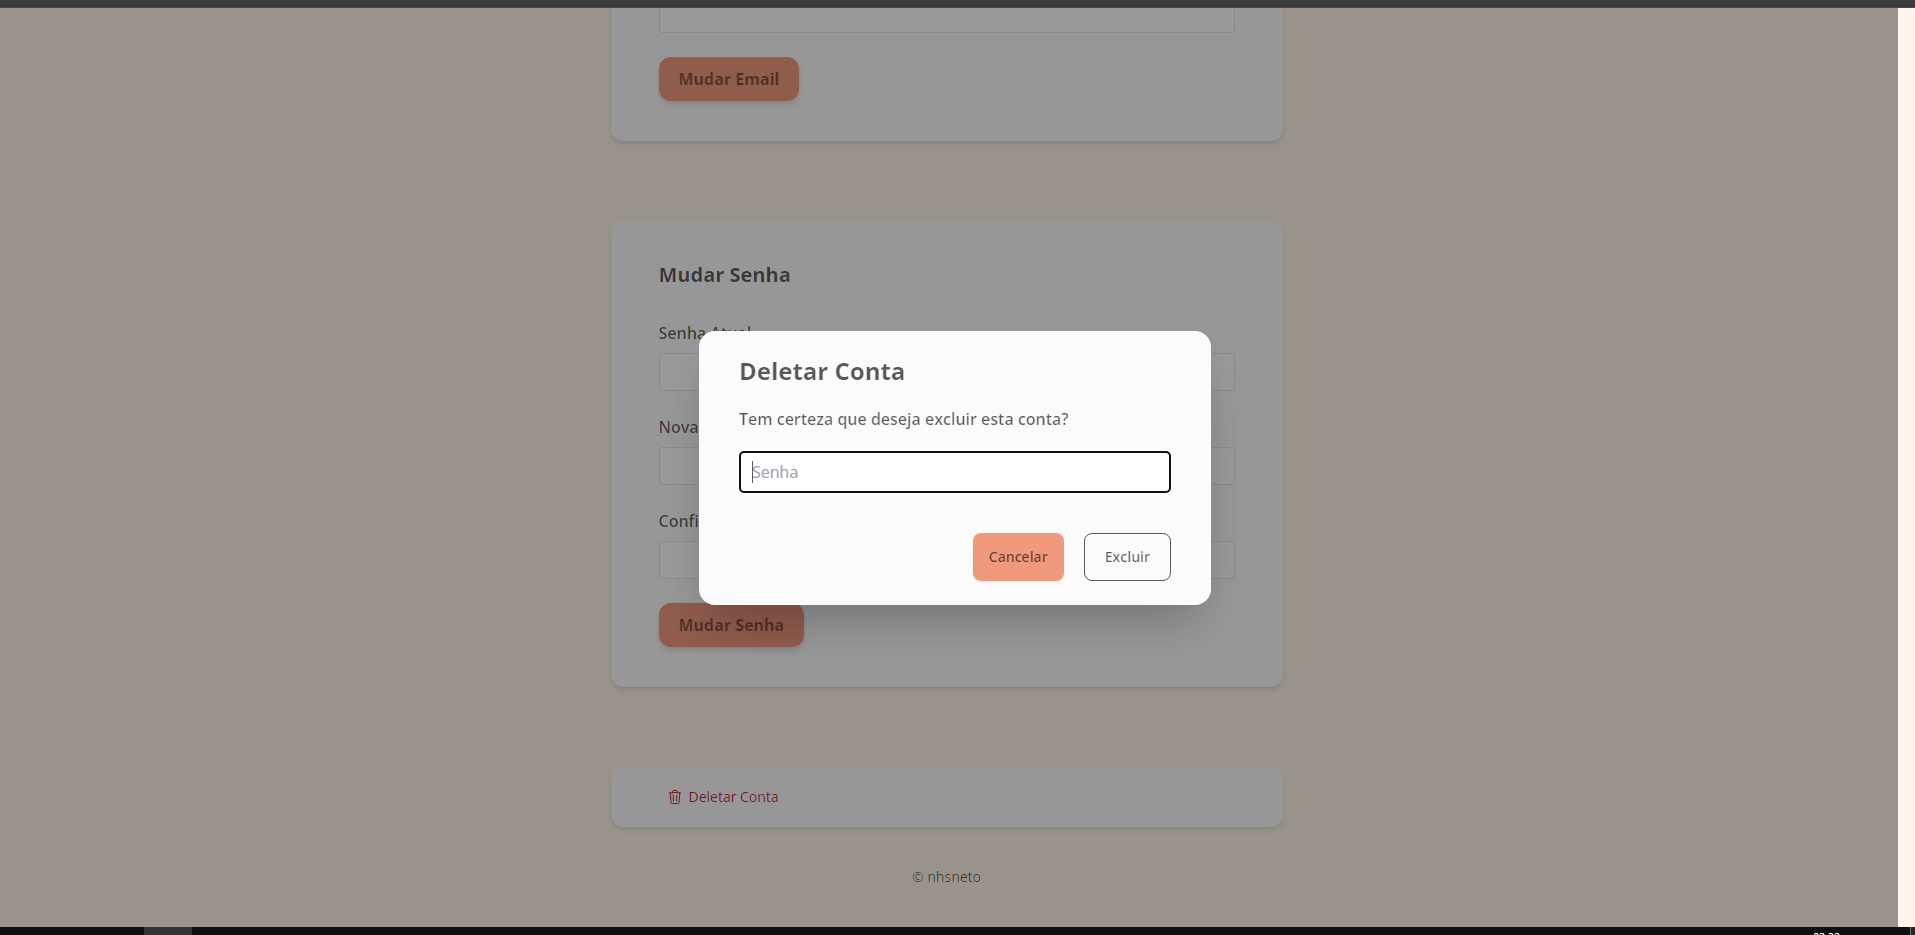 Mudar Email
Mudar Senha
Senha Atual
Deletar Conta
Tem certeza que deseja excluir esta conta?
Nova
Senha
Confi
Cancelar
Excluir
Mudar Senha
Deletar Conta
© nhsneto